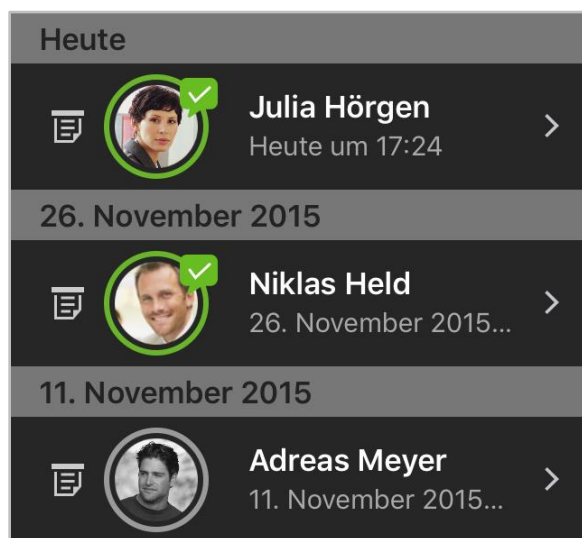 Heute
Julia Hörgen
Heute um 17:24
26. November 2015
Niklas Held
26. November 2015...
11. November 2015
Adreas Meyer
11. November 2015...